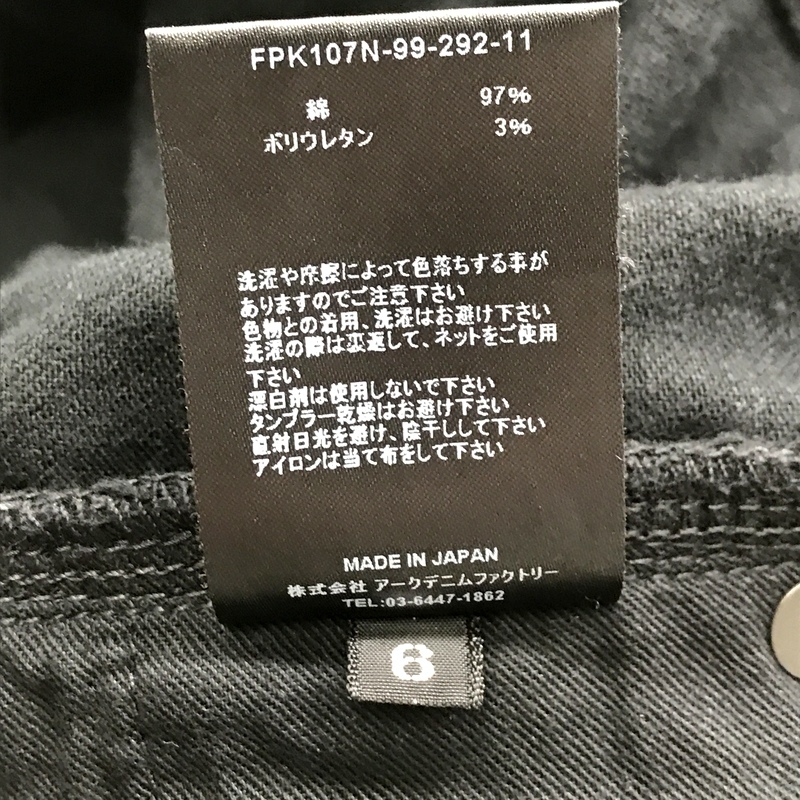 FPK107N-99-292-11
綿 97%
ポリウレタン 3%
洗濯や摩擦によって色落ちする事が
ありますのでご注意下さい
色物との着用、洗濯はお避け下さい
洗濯の際は裏返して、ネットをご使用
下さい
漂白剤は使用しないで下さい
タンブラー乾燥はお避け下さい
直射日光を避け、陰干しして下さい
アイロンは当て布をして下さい
MADE IN JAPAN
株式会社 アークデニムファクトリー
TEL:03-6447-1862
6